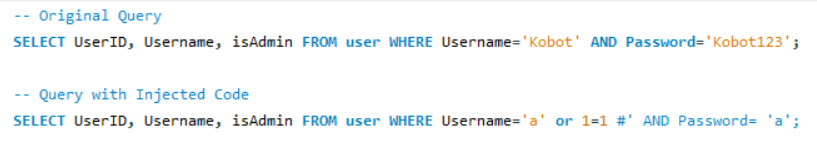 -- Original Query
SELECT UserID, Username, isAdmin FROM user WHERE Username='Kobot' AND Password='Kobot123';
-- Query with Injected Code
SELECT UserID, Username, isAdmin FROM user WHERE Username='a' or 1=1 #' AND Password= 'a';